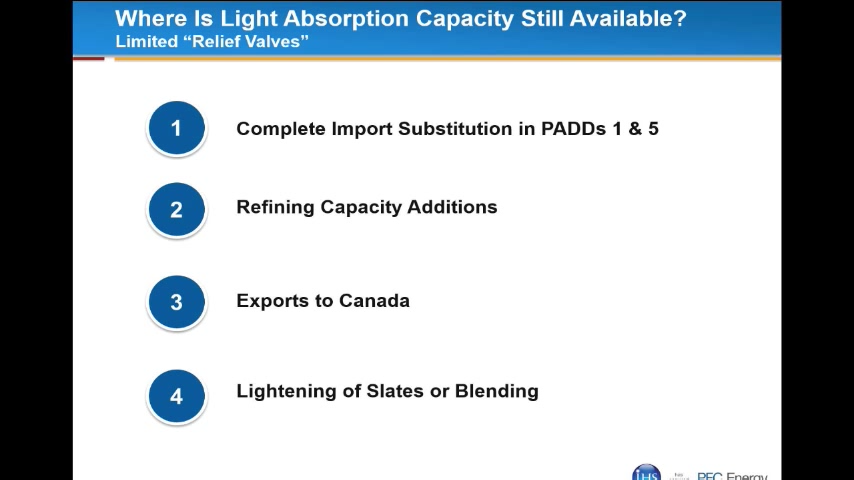 Where Is Light Absorption Capacity Still Available?
Limited “Relief Valves”
1
Complete Import Substitution in PADDs 1 & 5
2
Refining Capacity Additions
3
Exports to Canada
4
Lightening of Slates or Blending
IHS
PFC Energy